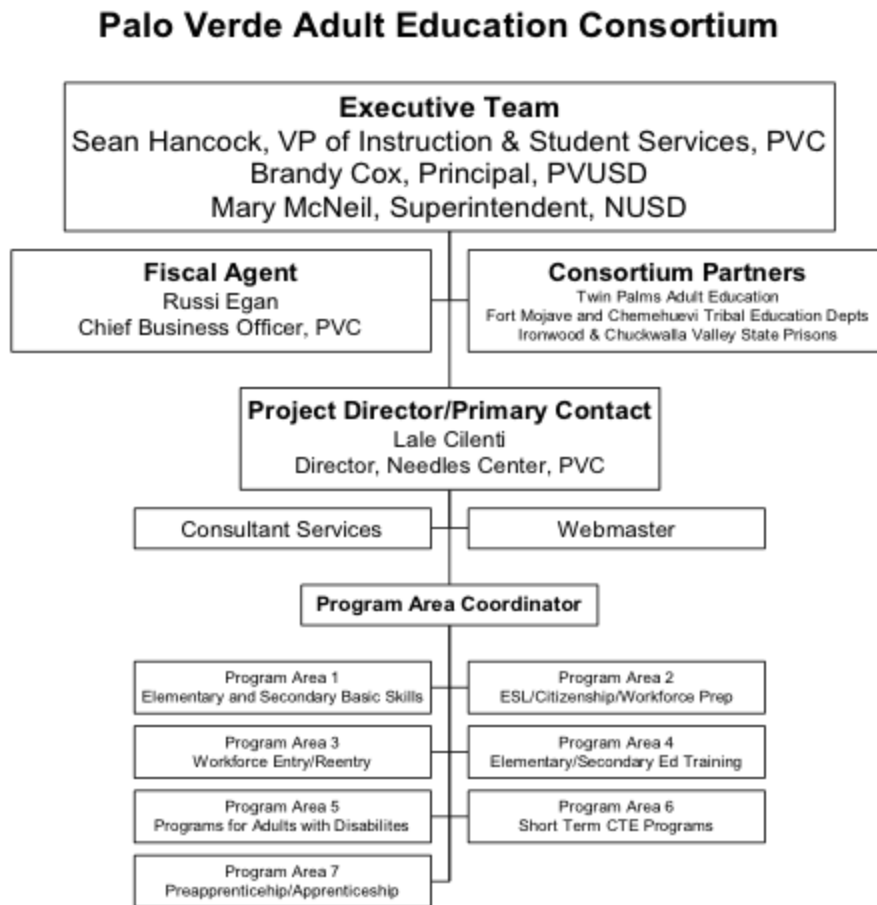 Palo Verde Adult Education Consortium
Executive Team
Sean Hancock, VP of Instruction & Student Services, PVC
Brandy Cox, Principal, PVUSD
Mary McNeil, Superintendent, NUSD
Fiscal Agent
Russi Egan
Chief Business Officer, PVC
Consortium Partners
Twin Palms Adult Education
Fort Mojave and Chemehuevi Tribal Education Depts
Ironwood & Chuckwalla Valley State Prisons
Project Director/Primary Contact
Lale Cilenti
Director, Needles Center, PVC
Consultant Services
Webmaster
Program Area Coordinator
Program Area 1
Elementary and Secondary Basic Skills
Program Area 2
ESL/Citizenship/Workforce Prep
Program Area 3
Workforce Entry/Reentry
Program Area 4
Elementary/Secondary Ed Training
Program Area 5
Programs for Adults with Disabilites
Program Area 6
Short Term CTE Programs
Program Area 7
Preapprenticehip/Apprenticeship